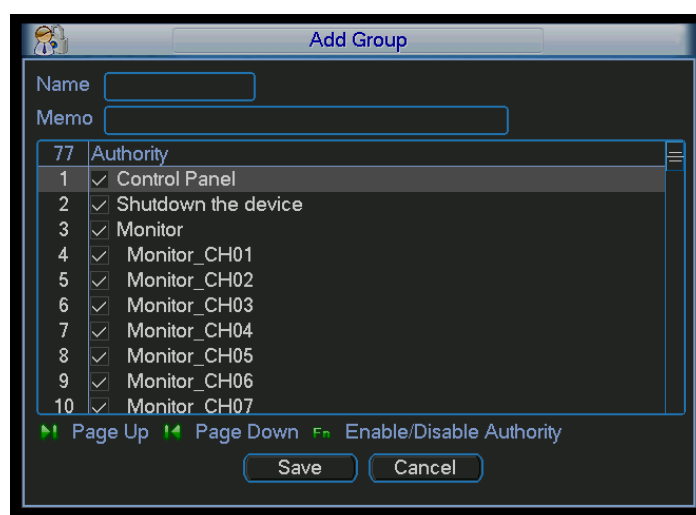 Add Group
Name
Memo
77 Authority
1 Control Panel
2 Shutdown the device
3 Monitor
4 Monitor_CH01
5 Monitor_CH02
6 Monitor_CH03
7 Monitor_CH04
8 Monitor_CH05
9 Monitor_CH06
10 Monitor_CH07
Page Up Page Down Fn Enable/Disable Authority
Save Cancel